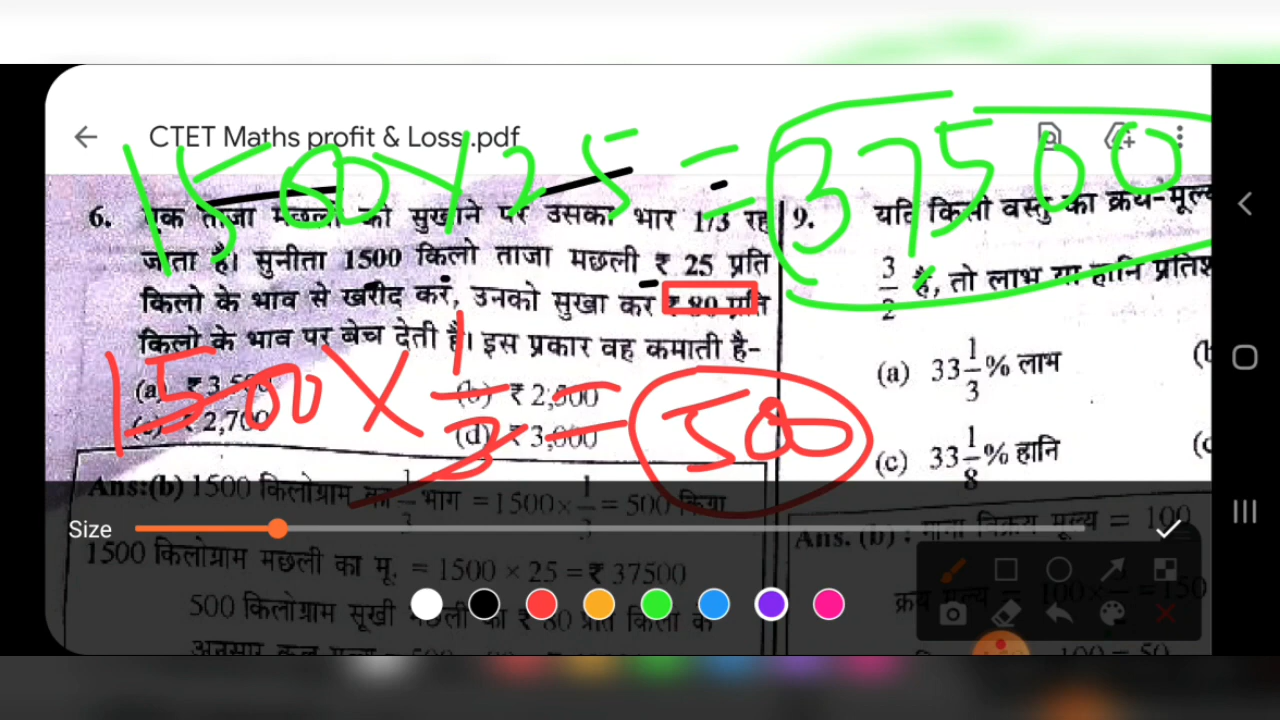 CTET Maths profit & Loss .pdf
1500 × 25 = 37500
6. एक ताजा मछली को सुखाने पर उसका भार 1/3 रह
जाता है। सुनीता 1500 किलो ताजा मछली ₹ 25 प्रति
किलो के भाव से खरीद कर, उनको सुखा कर ₹ 80 प्रति
किलो के भाव पर बेच देती है। इस प्रकार वह कमाती है-
(a) ₹ 3,500 (b) ₹ 2,500
(c) ₹ 2,700 (d) ₹ 3,000
1500 × 1/3 = 500
Ans:(b) 1500 किलोग्राम का 1/3 भाग = 1500× 1/3 = 500 किग्रा
1500 किलोग्राम मछली का मू. = 1500 × 25 = ₹ 37500
500 किलोग्राम सूखी मछली का ₹ 80 प्रति किलो के
9. यदि किसी वस्तु का क्रय-मूल्य
3/2 है, तो लाभ या हानि प्रतिश
(a) 33 1/3 % लाभ
(c) 33 1/8 % हानि
Ans. (b) : माना विक्रय मूल्य = 100
Size